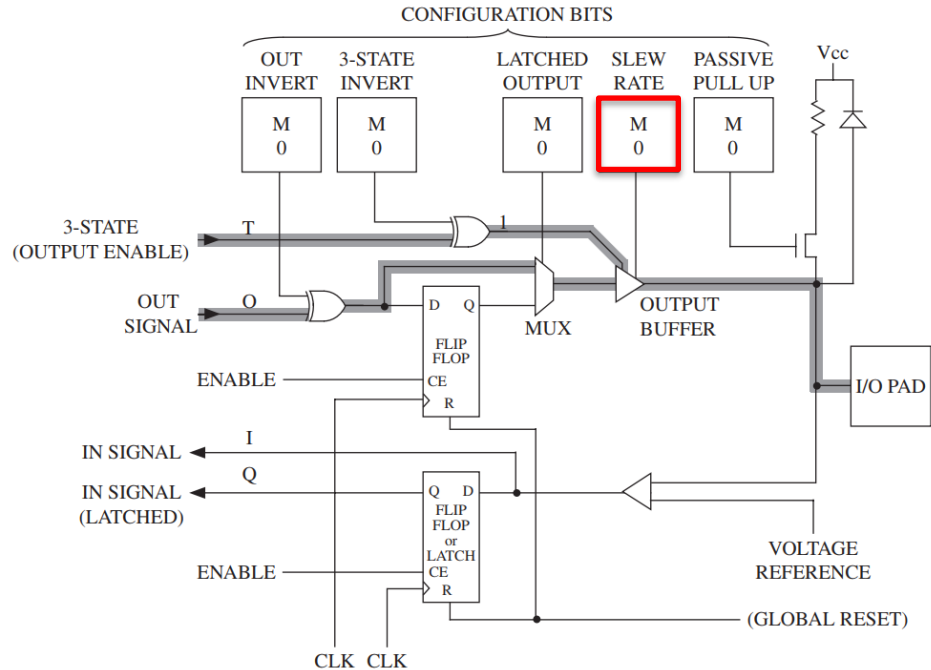 CONFIGURATION BITS
OUT
INVERT
3-STATE
INVERT
LATCHED
OUTPUT
SLEW
RATE
PASSIVE
PULL UP
Vcc
M
0
M
0
M
0
M
0
M
0
3-STATE
(OUTPUT ENABLE)
T
1
OUT
SIGNAL
O
D Q
FLIP
FLOP
CE
R
MUX
OUTPUT
BUFFER
I/O PAD
ENABLE
IN SIGNAL
I
IN SIGNAL
(LATCHED)
Q
Q D
FLIP
FLOP
or
LATCH
CE
R
VOLTAGE
REFERENCE
ENABLE
(GLOBAL RESET)
CLK CLK